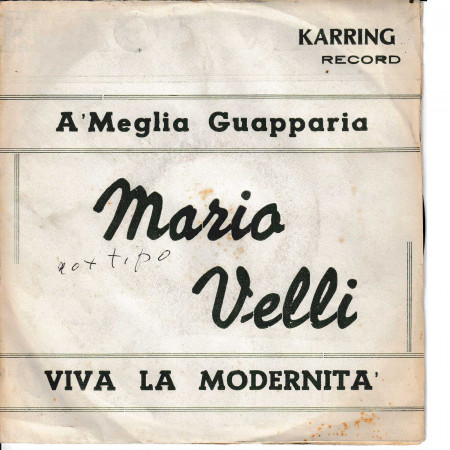 KARRING
RECORD
A'Meglia Guapparia
Mario
Velli
VIVA LA MODERNITA'